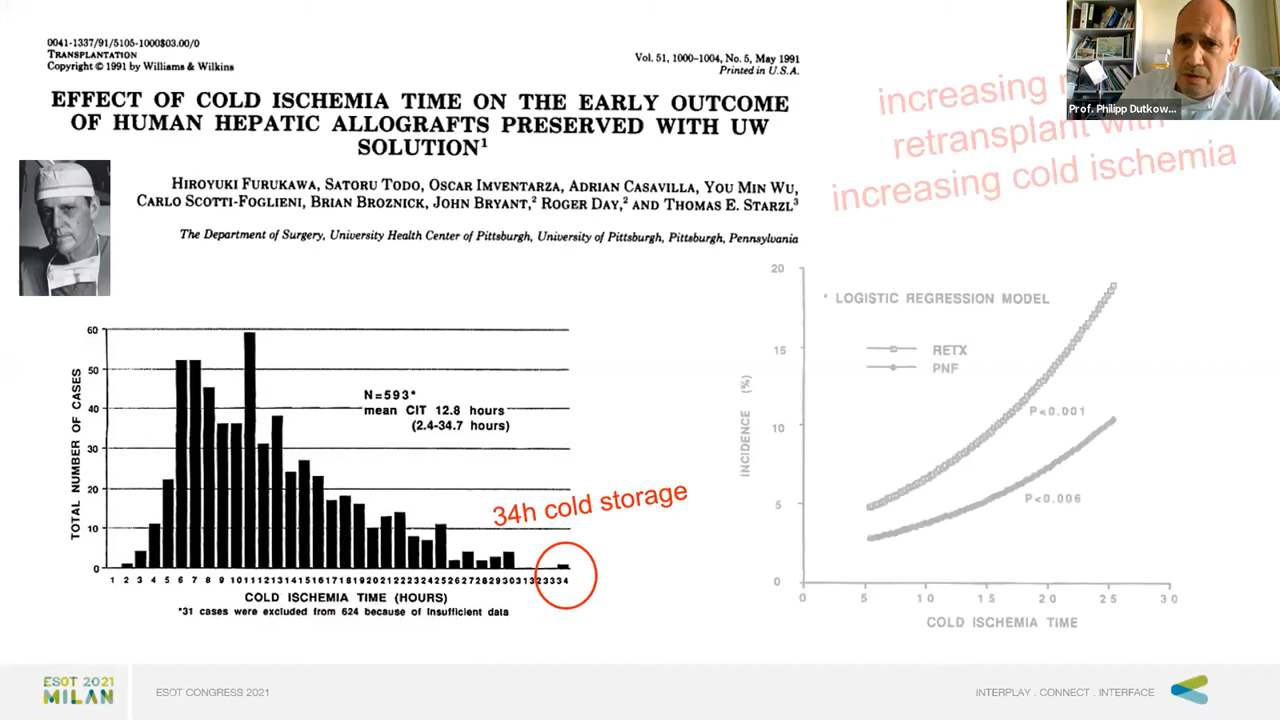 0041-1337/91/5105-1000$03.00/0
TRANSPLANTATION
Copyright © 1991 by Williams & Wilkins
Vol. 51, 1000–1004, No. 5, May 1991
Printed in U.S.A.
EFFECT OF COLD ISCHEMIA TIME ON THE EARLY OUTCOME
OF HUMAN HEPATIC ALLOGRAFTS PRESERVED WITH UW
SOLUTION¹
HIROYUKI FURUKAWA, SATORU TODO, OSCAR IMVENTARZA, ADRIAN CASAVILLA, YOU MIN WU,
CARLO SCOTTI-FOGLIENI, BRIAN BROZNICK, JOHN BRYANT,² ROGER DAY,² AND THOMAS E. STARZL³
The Department of Surgery, University Health Center of Pittsburgh, University of Pittsburgh, Pittsburgh, Pennsylvania
Prof. Philipp Dutkow...
increasing
retransplant with
increasing cold ischemia
TOTAL NUMBER OF CASES
60
50
40
30
20
10
0
N=593*
mean CIT 12.8 hours
(2.4-34.7 hours)
34h cold storage
1 2 3 4 5 6 7 8 9 10 11 12 13 14 15 16 17 18 19 20 21 22 23 24 25 26 27 28 29 30 31 32 33 34
COLD ISCHEMIA TIME (HOURS)
*31 cases were excluded from 624 because of insufficient data
INCIDENCE (%)
20
15
10
5
0
* LOGISTIC REGRESSION MODEL
RETX
PNF
P<0.001
P<0.006
0 5 10 15 20 25 30
COLD ISCHEMIA TIME
ESOT 2021
MILAN
ESOT CONGRESS 2021
INTERPLAY . CONNECT . INTERFACE